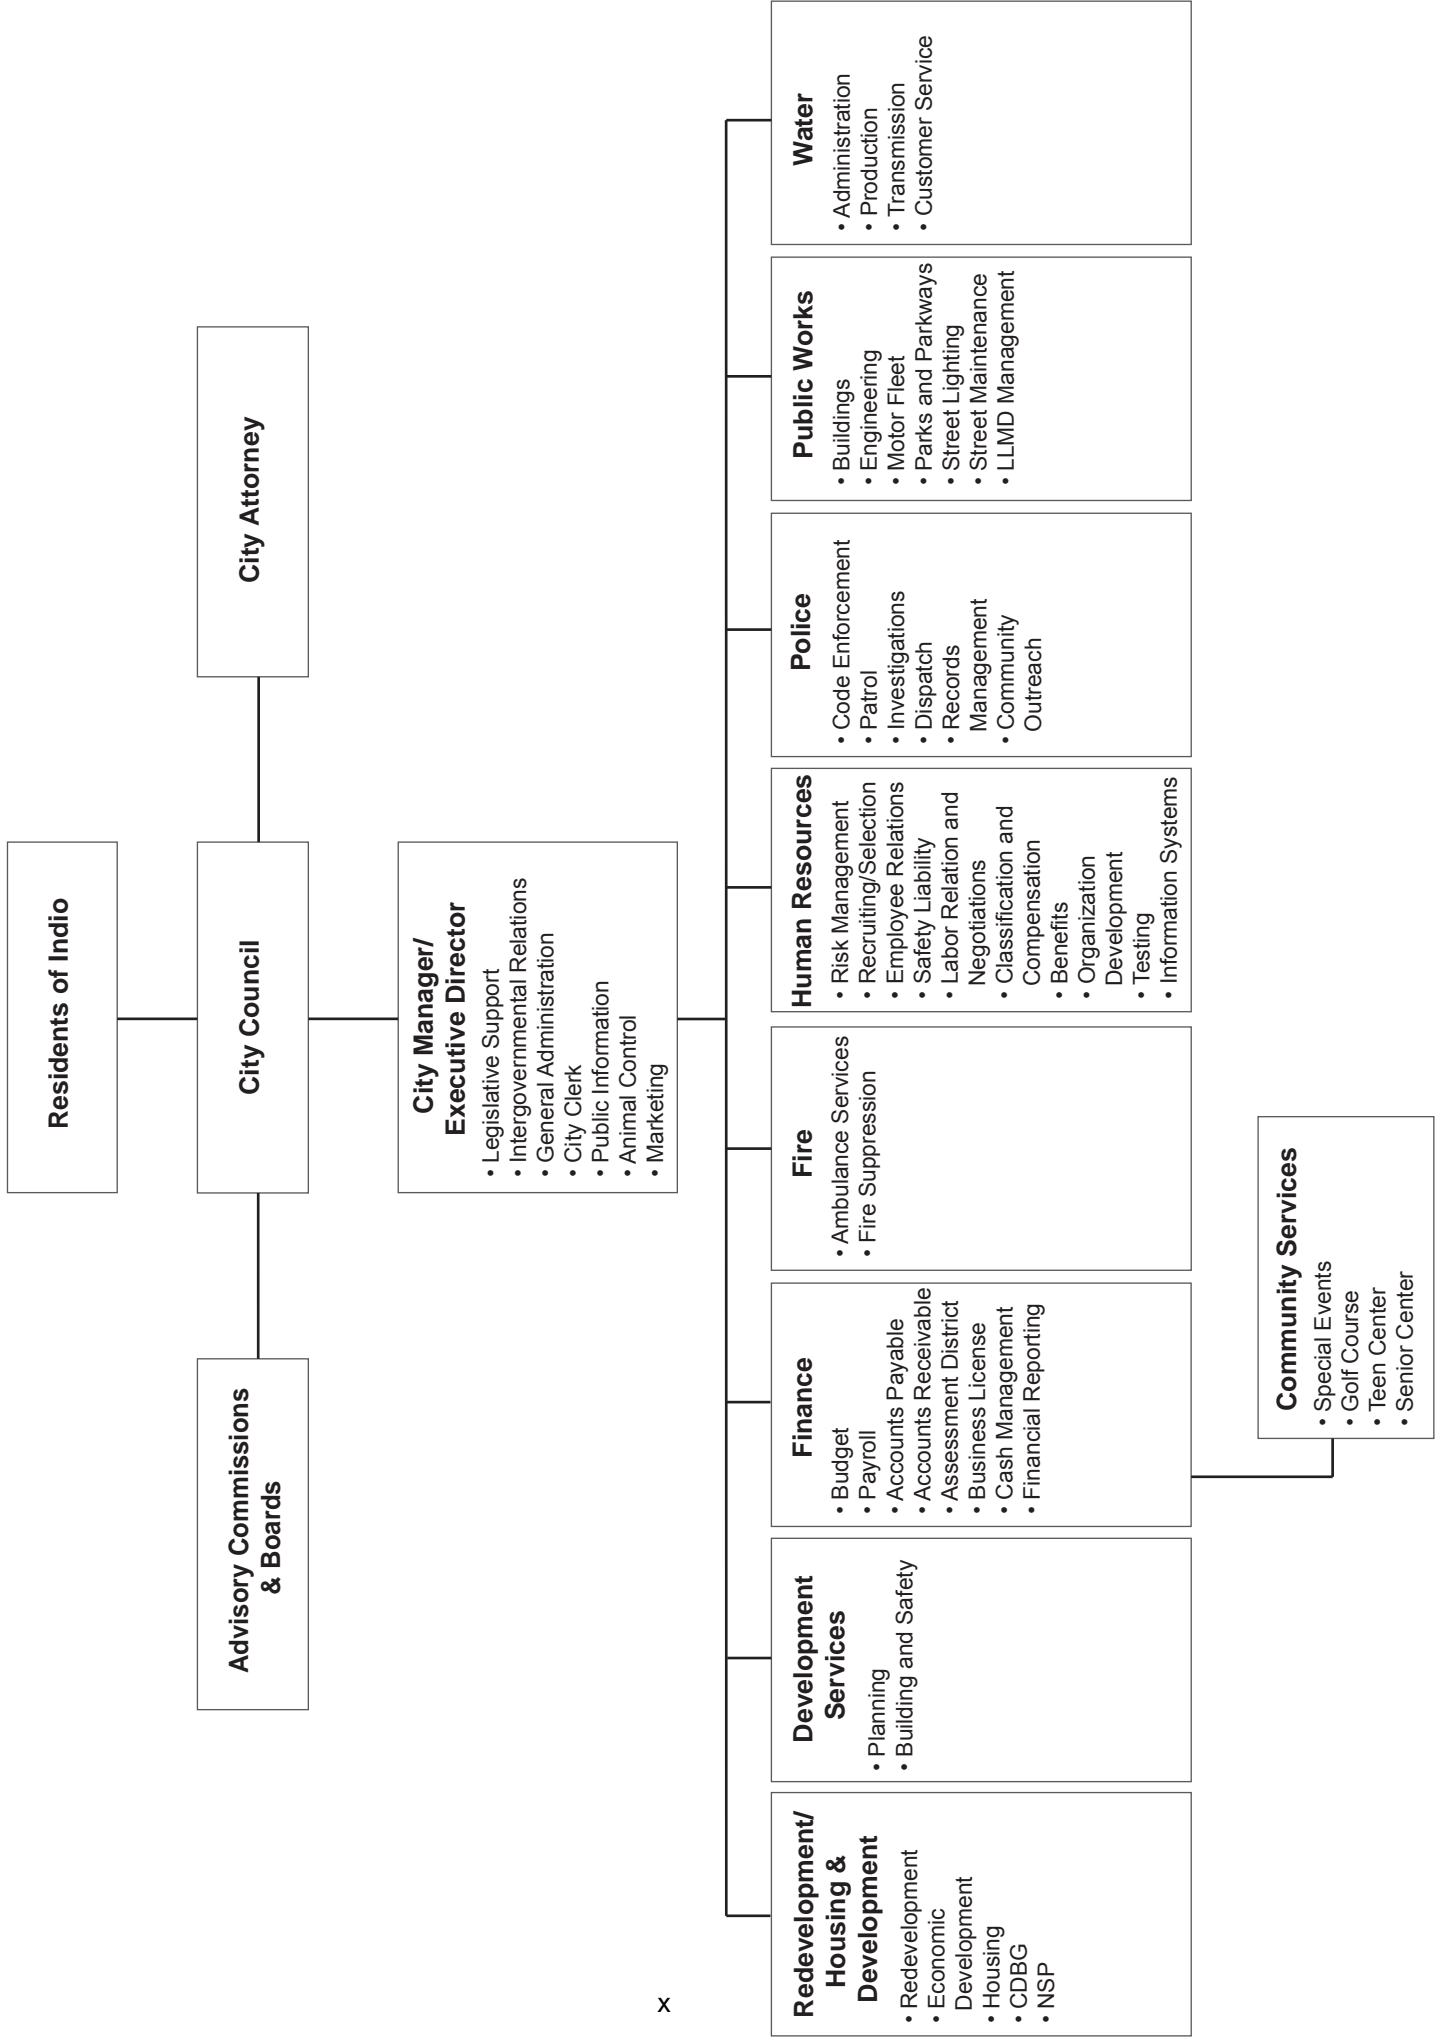 Residents of Indio
Advisory Commissions
& Boards
City Council
City Attorney
City Manager/
Executive Director
• Legislative Support
• Intergovernmental Relations
• General Administration
• City Clerk
• Public Information
• Animal Control
• Marketing
Redevelopment/
Housing &
Development
• Redevelopment
• Economic
Development
• Housing
• CDBG
• NSP
Development
Services
• Planning
• Building and Safety
Finance
• Budget
• Payroll
• Accounts Payable
• Accounts Receivable
• Assessment District
• Business License
• Cash Management
• Financial Reporting
Fire
• Ambulance Services
• Fire Suppression
Human Resources
• Risk Management
• Recruiting/Selection
• Employee Relations
• Safety Liability
• Labor Relation and
Negotiations
• Classification and
Compensation
• Benefits
• Organization
Development
• Testing
• Information Systems
Police
• Code Enforcement
• Patrol
• Investigations
• Dispatch
• Records
Management
• Community
Outreach
Public Works
• Buildings
• Engineering
• Motor Fleet
• Parks and Parkways
• Street Lighting
• Street Maintenance
• LLMD Management
Water
• Administration
• Production
• Transmission
• Customer Service
Community Services
• Special Events
• Golf Course
• Teen Center
• Senior Center
x